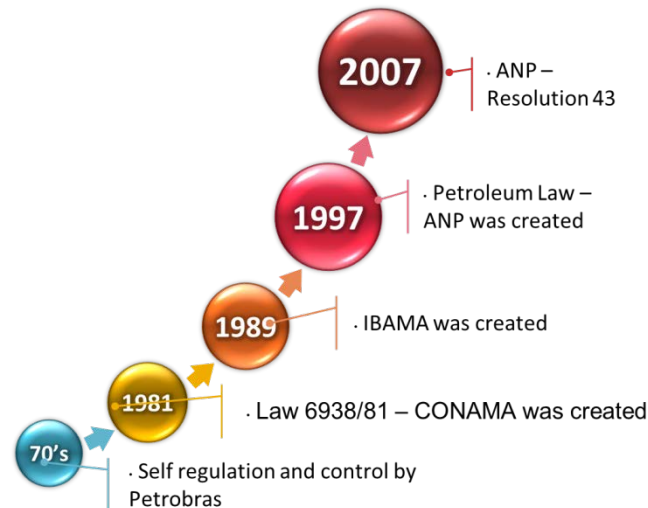 2007
· ANP –
Resolution 43
1997
· Petroleum Law –
ANP was created
1989
· IBAMA was created
1981
· Law 6938/81 – CONAMA was created
70's
· Self regulation and control by
Petrobras